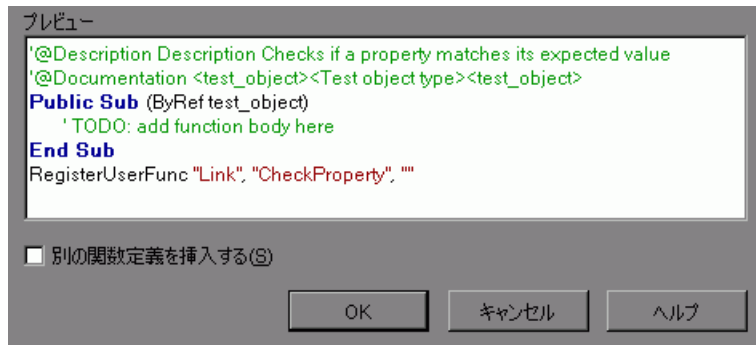 プレビュー
'@Description Description Checks if a property matches its expected value
'@Documentation <test_object><Test object type><test_object>
Public Sub (ByRef test_object)
' TODO: add function body here
End Sub
RegisterUserFunc "Link", "CheckProperty", ""
別の関数定義を挿入する(S)
OK キャンセル ヘルプ